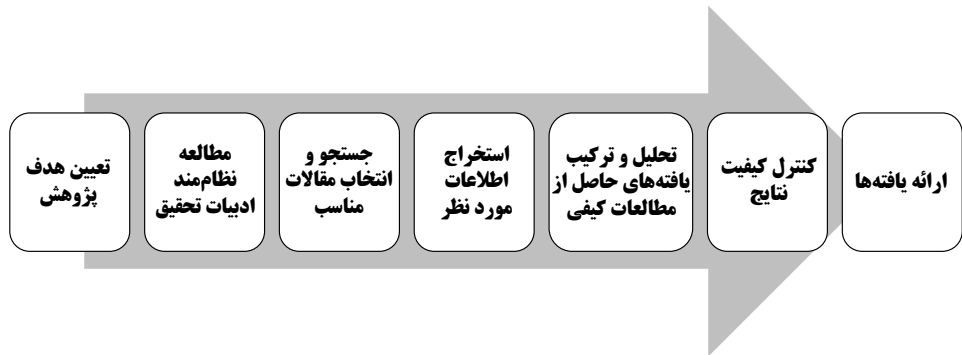 تعیین هدف
پژوهش
مطالعه
نظام‌مند
ادبیات تحقیق
جستجو و
انتخاب مقالات
مناسب
استخراج
اطلاعات
مورد نظر
تحلیل و ترکیب
یافته‌های حاصل از
مطالعات کیفی
کنترل کیفیت
نتایج
ارائه یافته‌ها